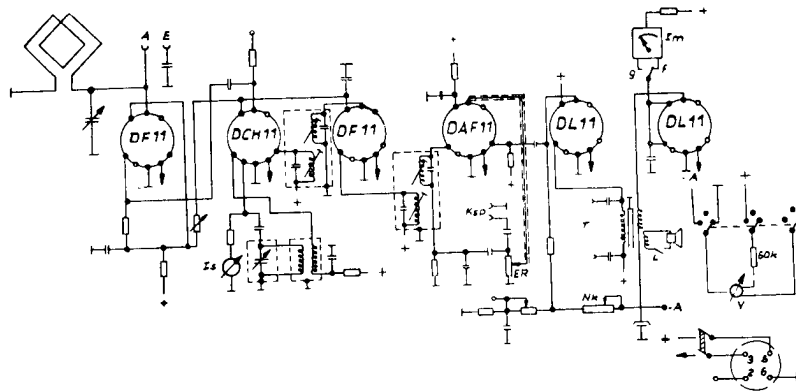 A E
+
+
Im
g f
DF11
DCH11
DF11
DAF11
DL11
DL11
+
+
A
+
KSD
T
Is
+
ER
L
60k
V
+
+
+
Nk
-A
+
3 5
2 6